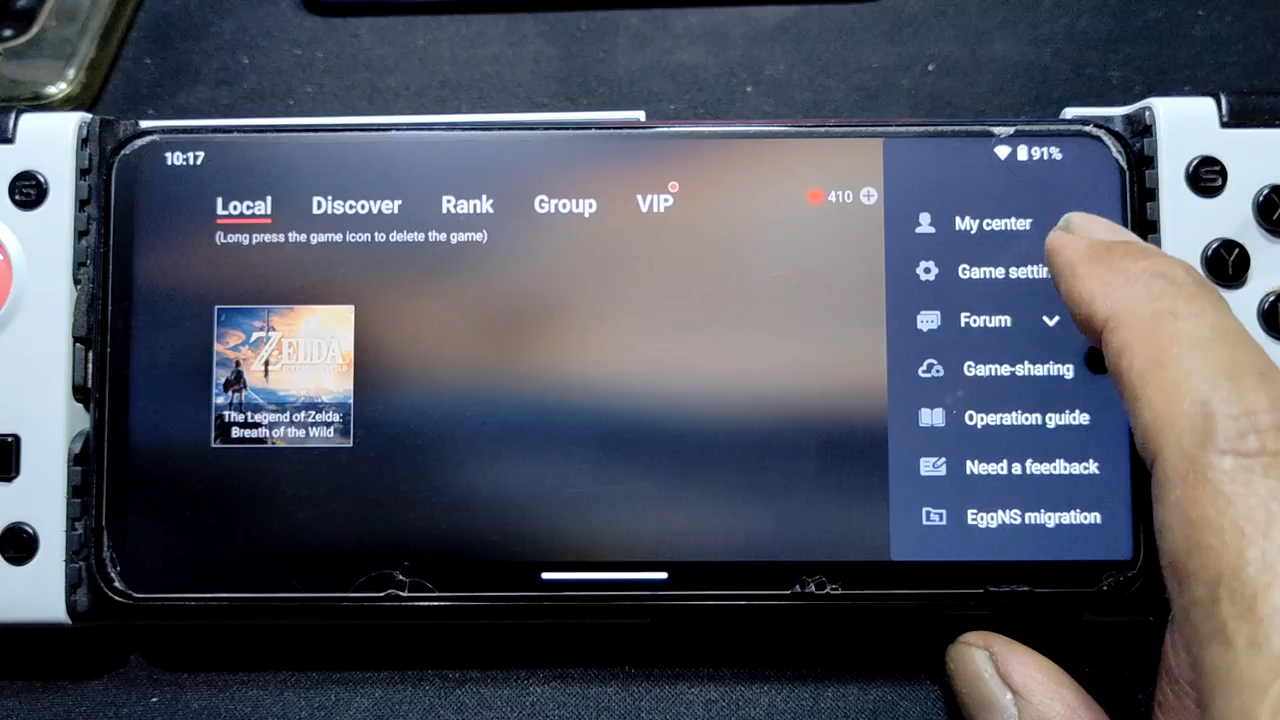 10:17
91%
Local Discover Rank Group VIP
410
(Long press the game icon to delete the game)
My center
Game settin
Forum
Game-sharing
Operation guide
Need a feedback
EggNS migration
ZELDA
The Legend of Zelda:
Breath of the Wild
S
Y